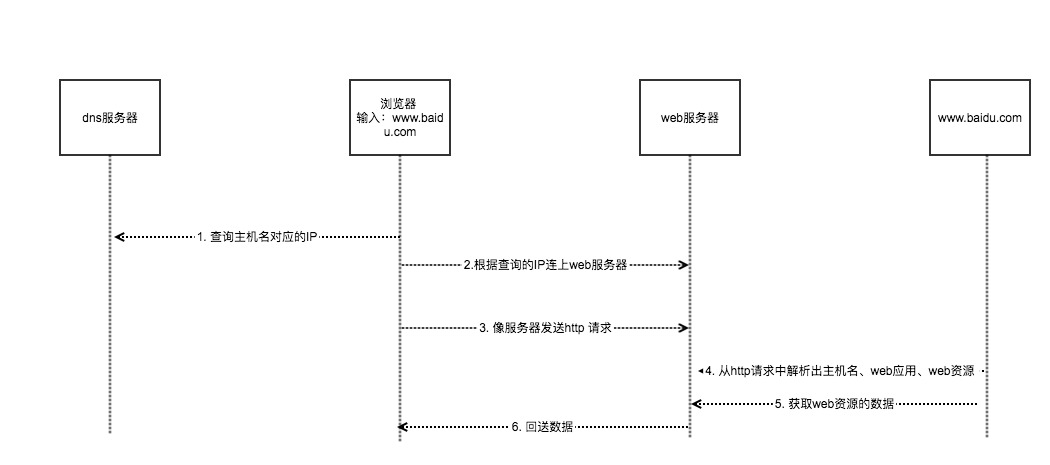 dns服务器
浏览器
输入：www.baid
u.com
web服务器
www.baidu.com
1. 查询主机名对应的IP
2.根据查询的IP连上web服务器
3. 像服务器发送http 请求
4. 从http请求中解析出主机名、web应用、web资源
5. 获取web资源的数据
6. 回送数据